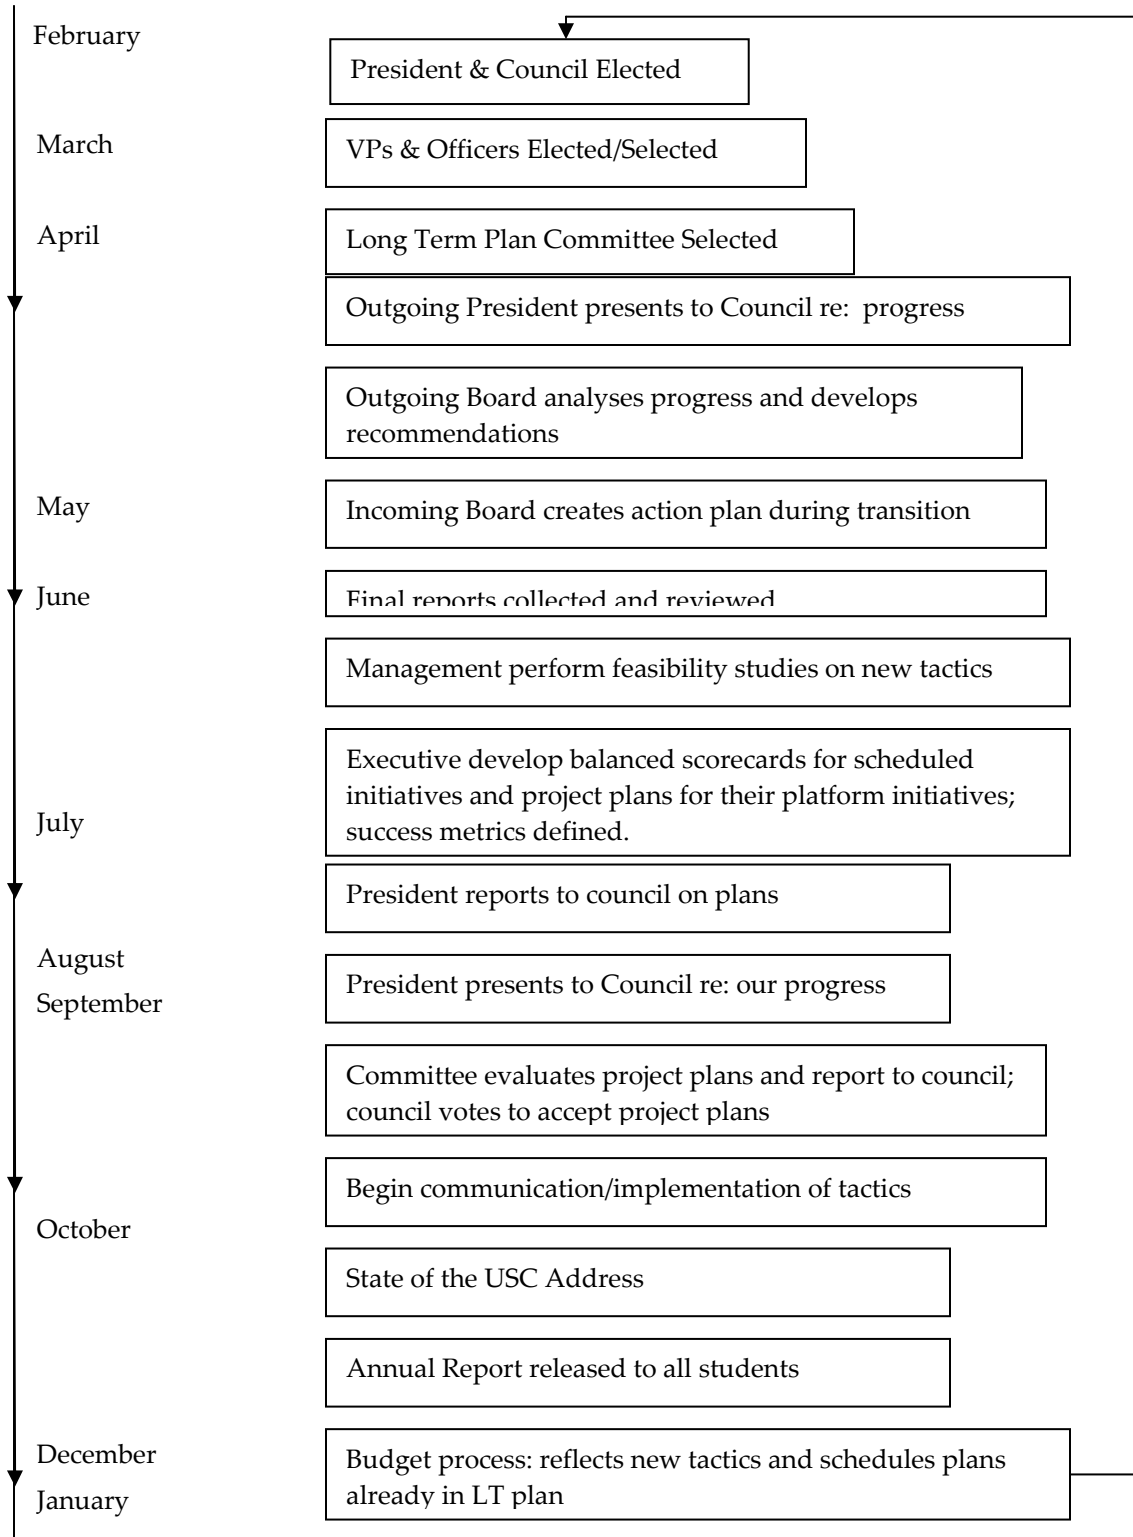 February
President & Council Elected
March
VPs & Officers Elected/Selected
April
Long Term Plan Committee Selected
Outgoing President presents to Council re: progress
Outgoing Board analyses progress and develops
recommendations
May
Incoming Board creates action plan during transition
June
Final reports collected and reviewed
Management perform feasibility studies on new tactics
Executive develop balanced scorecards for scheduled
initiatives and project plans for their platform initiatives;
success metrics defined.
July
President reports to council on plans
August
September
President presents to Council re: our progress
Committee evaluates project plans and report to council;
council votes to accept project plans
Begin communication/implementation of tactics
October
State of the USC Address
Annual Report released to all students
December
January
Budget process: reflects new tactics and schedules plans
already in LT plan